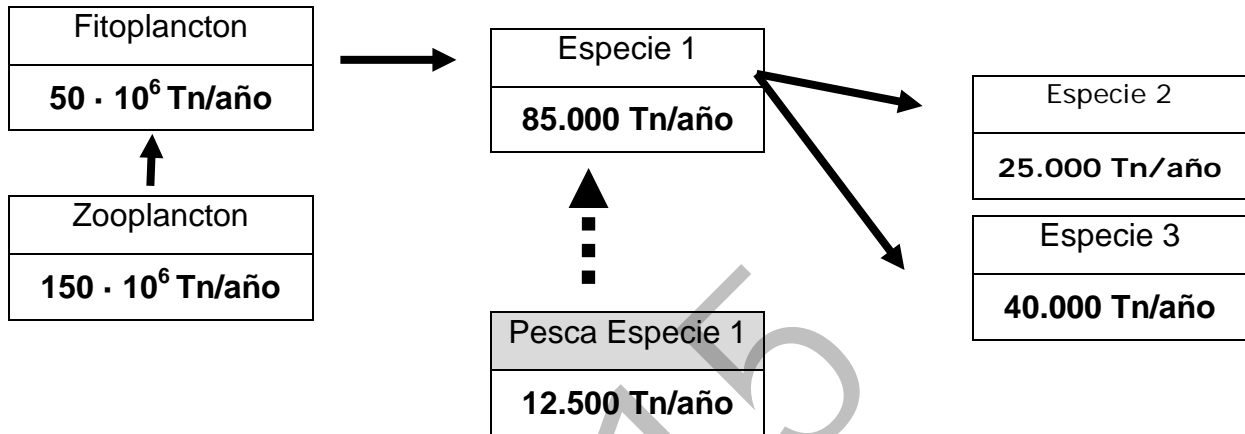 Fitoplancton
50 · 10⁶ Tn/año
Zooplancton
150 · 10⁶ Tn/año
Especie 1
85.000 Tn/año
Pesca Especie 1
12.500 Tn/año
Especie 2
25.000 Tn/año
Especie 3
40.000 Tn/año